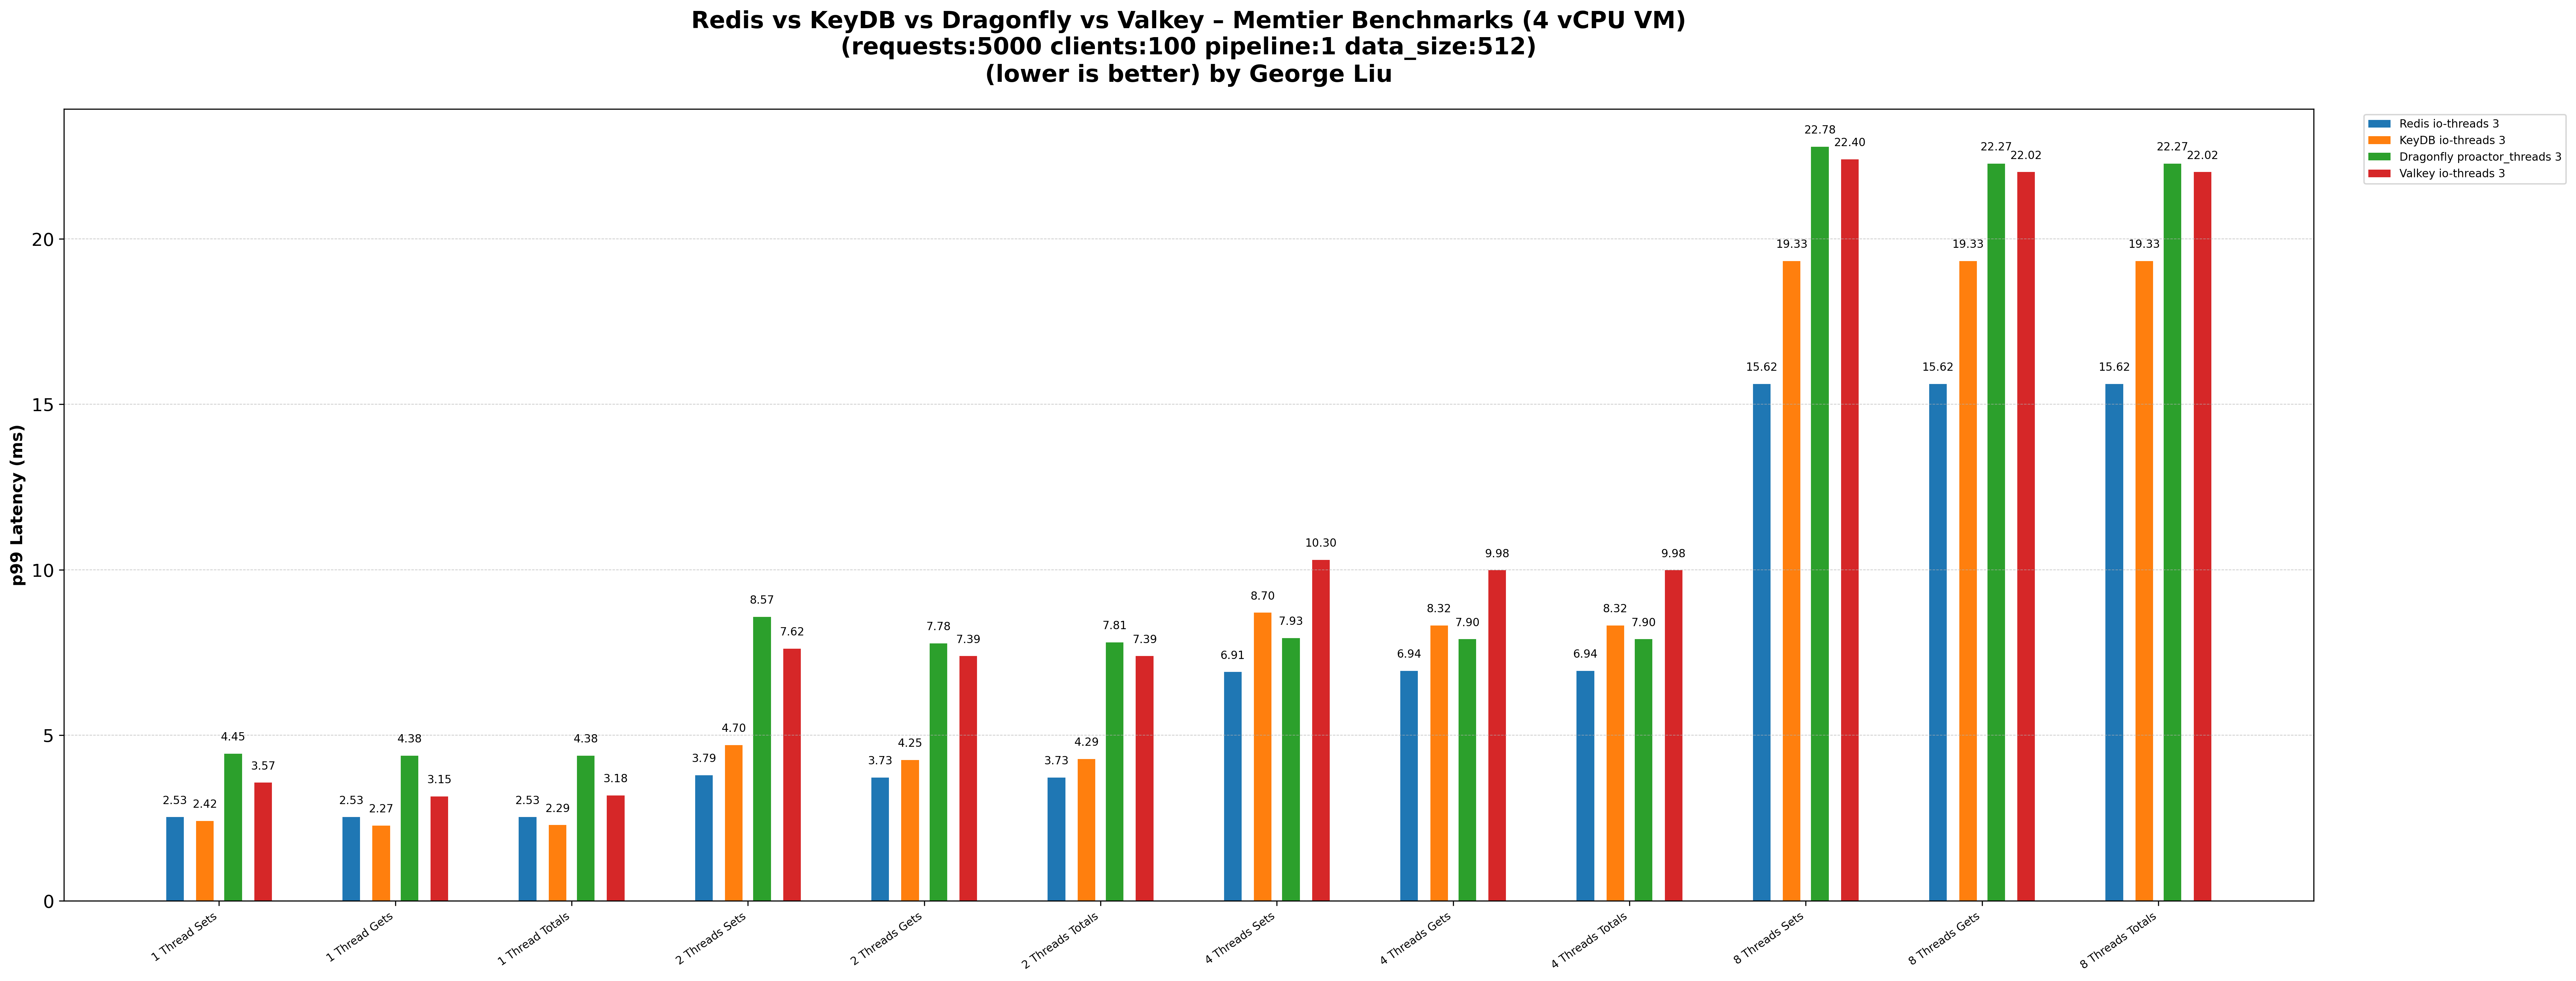 Redis vs KeyDB vs Dragonfly vs Valkey – Memtier Benchmarks (4 vCPU VM)
(requests:5000 clients:100 pipeline:1 data_size:512)
(lower is better) by George Liu
Redis io-threads 3
KeyDB io-threads 3
Dragonfly proactor_threads 3
Valkey io-threads 3
p99 Latency (ms)
20
15
10
5
0
2.53 2.42 4.45 3.57
2.53 2.27 4.38 3.15
2.53 2.29 4.38 3.18
3.79 4.70 8.57 7.62
3.73 4.25 7.78 7.39
3.73 4.29 7.81 7.39
6.91 8.70 7.93 10.30
6.94 8.32 7.90 9.98
6.94 8.32 7.90 9.98
15.62 19.33 22.78 22.40
15.62 19.33 22.27 22.02
15.62 19.33 22.27 22.02
1 Thread Sets
1 Thread Gets
1 Thread Totals
2 Threads Sets
2 Threads Gets
2 Threads Totals
4 Threads Sets
4 Threads Gets
4 Threads Totals
8 Threads Sets
8 Threads Gets
8 Threads Totals